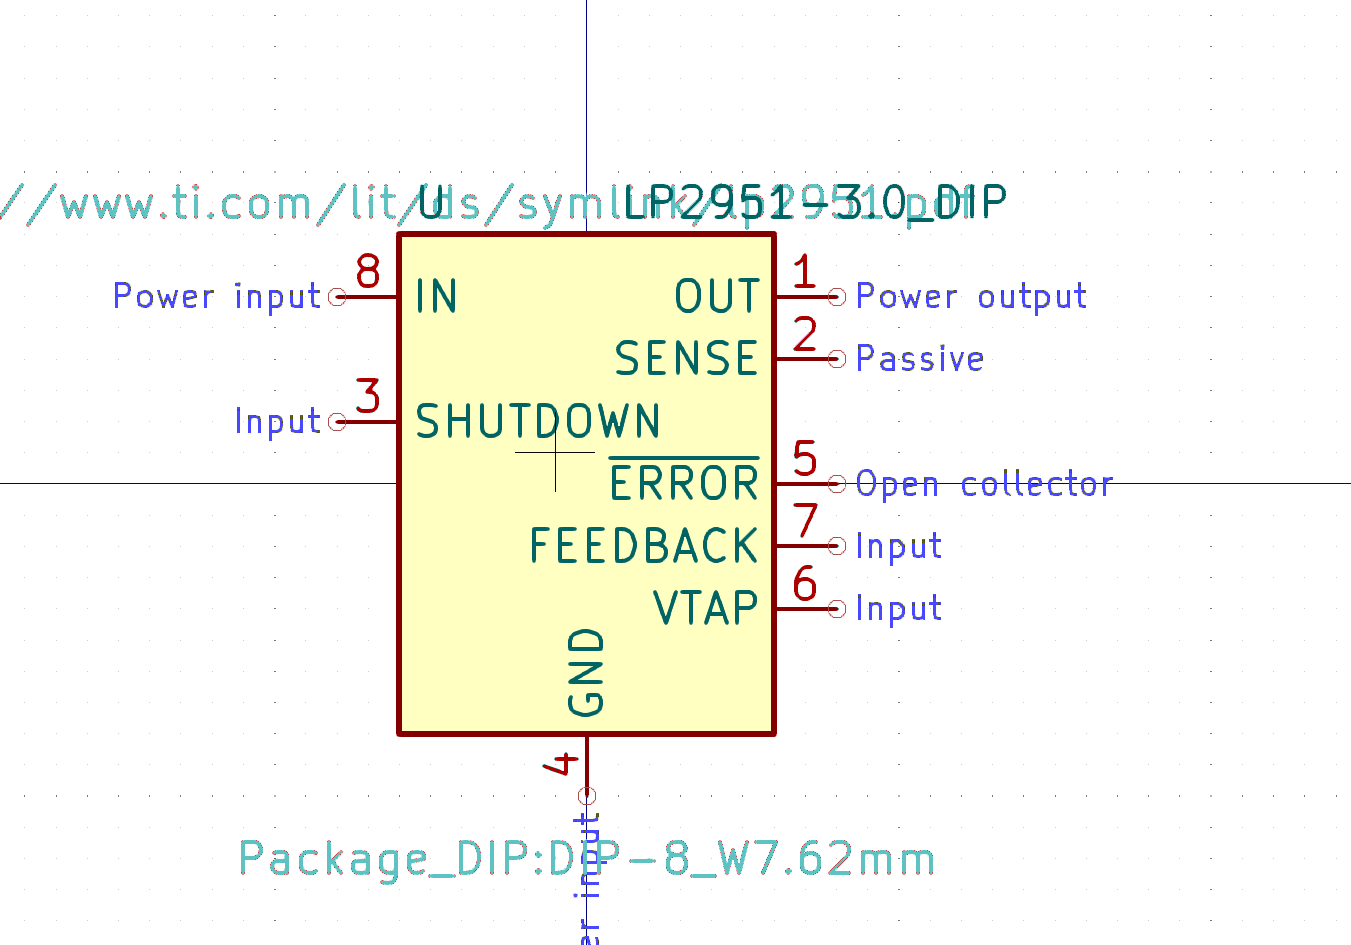 //www.ti.com/lit/ds/symlink/lp2951.pdf
U LP2951-3.0_DIP
8 1
Power input IN OUT Power output
2
SENSE Passive
3
Input SHUTDOWN
5
ERROR Open collector
7
FEEDBACK Input
6
VTAP Input
GND
4
Package_DIP:DIP-8_W7.62mm
er input